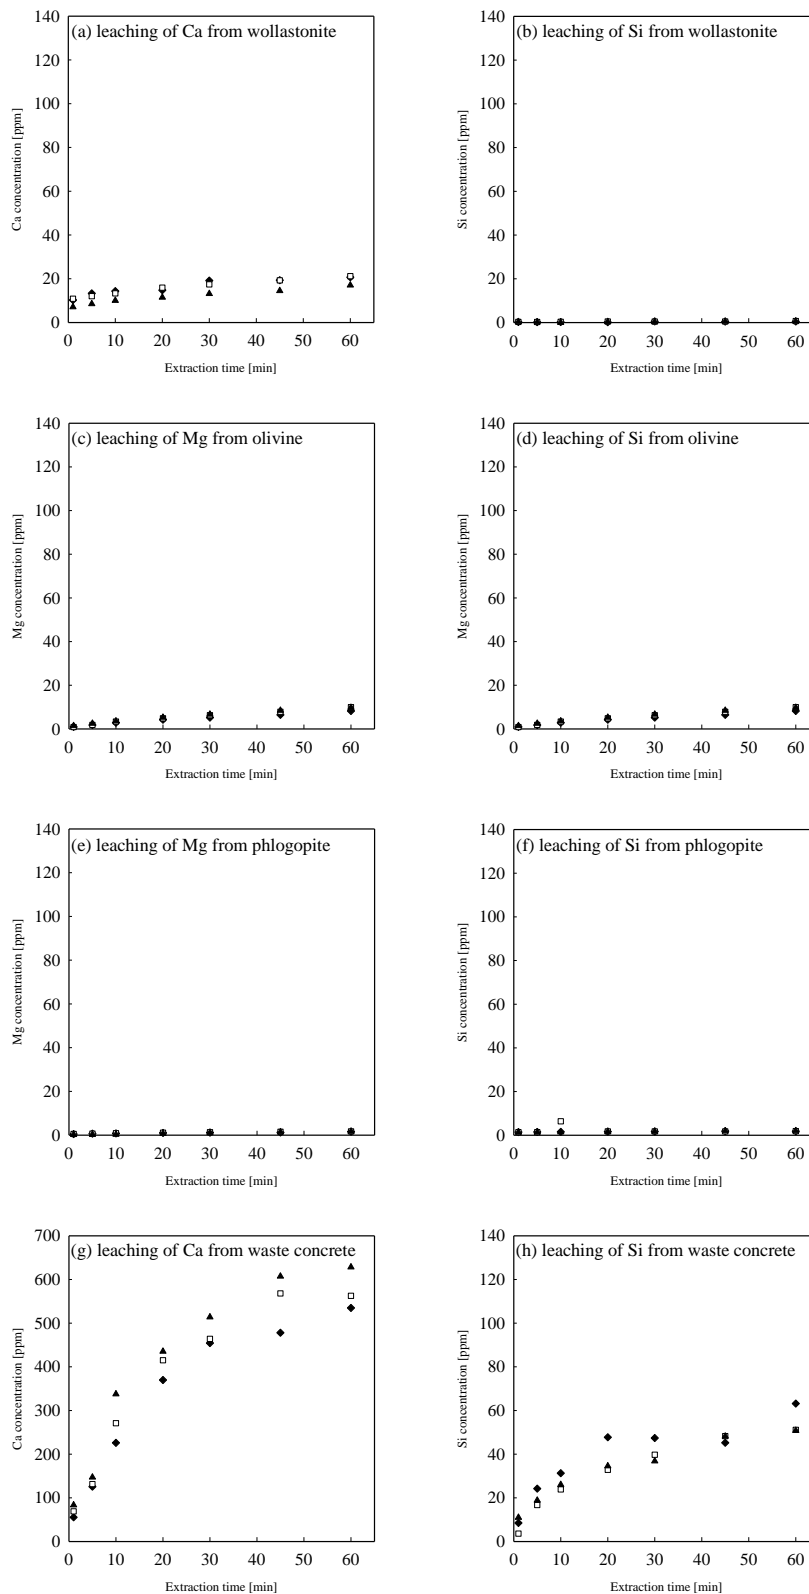 (a) leaching of Ca from wollastonite
140
120
100
80
60
40
20
0
Ca concentration [ppm]
0 10 20 30 40 50 60
Extraction time [min]
(b) leaching of Si from wollastonite
140
120
100
80
60
40
20
0
Si concentration [ppm]
0 10 20 30 40 50 60
Extraction time [min]
(c) leaching of Mg from olivine
140
120
100
80
60
40
20
0
Mg concentration [ppm]
0 10 20 30 40 50 60
Extraction time [min]
(d) leaching of Si from olivine
140
120
100
80
60
40
20
0
Mg concentration [ppm]
0 10 20 30 40 50 60
Extraction time [min]
(e) leaching of Mg from phlogopite
140
120
100
80
60
40
20
0
Mg concentration [ppm]
0 10 20 30 40 50 60
Extraction time [min]
(f) leaching of Si from phlogopite
140
120
100
80
60
40
20
0
Si concentration [ppm]
0 10 20 30 40 50 60
Extraction time [min]
(g) leaching of Ca from waste concrete
700
600
500
400
300
200
100
0
Ca concentration [ppm]
0 10 20 30 40 50 60
Extraction time [min]
(h) leaching of Si from waste concrete
140
120
100
80
60
40
20
0
Si concentration [ppm]
0 10 20 30 40 50 60
Extraction time [min]